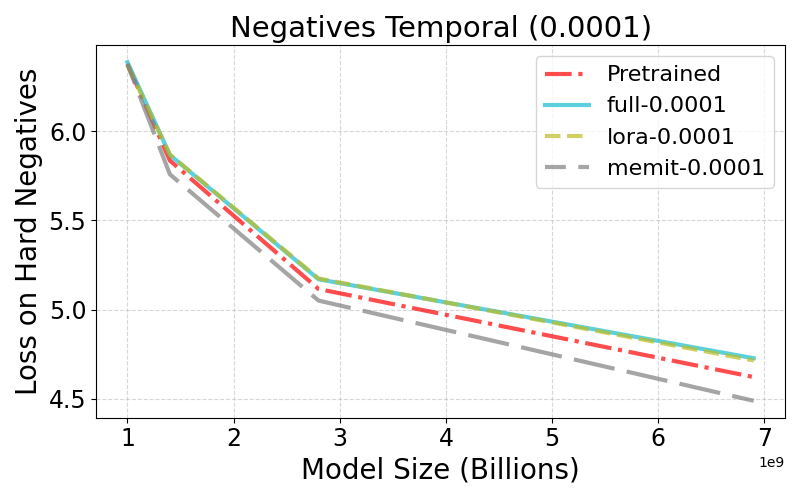 Negatives Temporal (0.0001)
Loss on Hard Negatives
6.0
5.5
5.0
4.5
Pretrained
full-0.0001
lora-0.0001
memit-0.0001
1 2 3 4 5 6 7
1e9
Model Size (Billions)